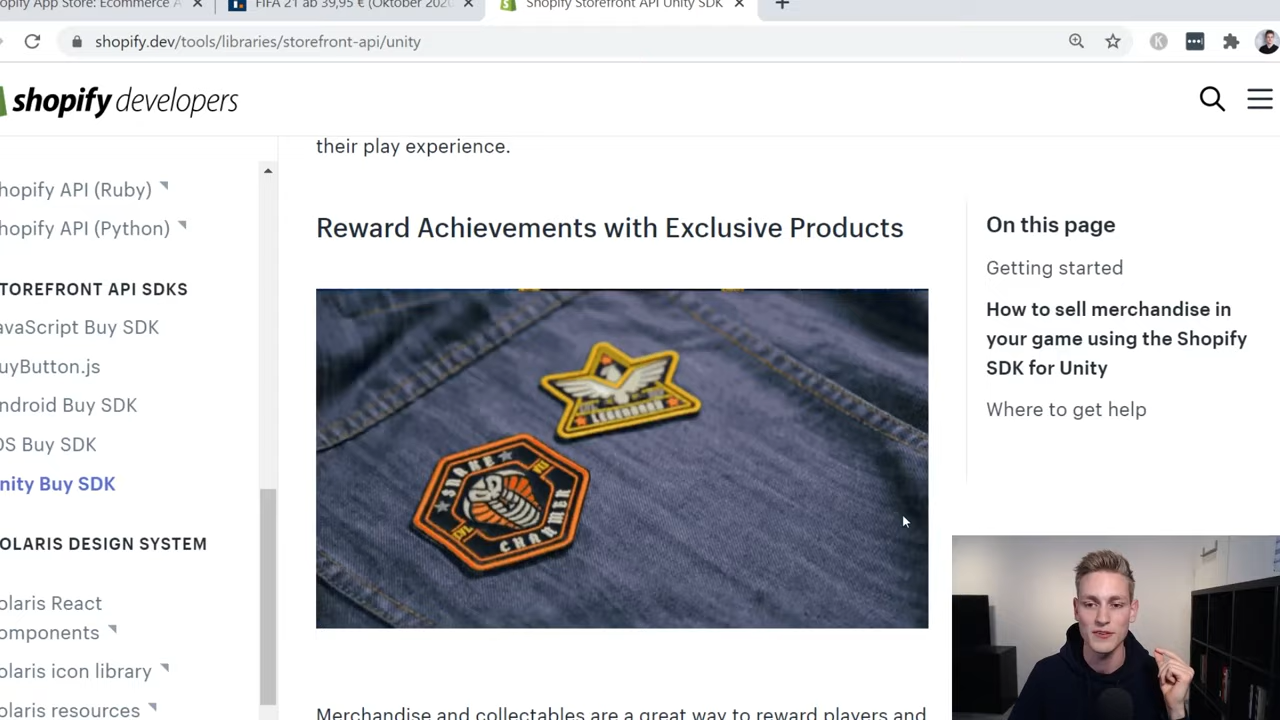 opify App Store: Ecommerce A
FIFA 21 ab 39,95 € (Oktober 2020
Shopify Storefront API Unity SDK
shopify.dev/tools/libraries/storefront-api/unity
K
shopify developers
their play experience.
hopify API (Ruby)
hopify API (Python)
TOREFRONT API SDKS
avaScript Buy SDK
uyButton.js
ndroid Buy SDK
OS Buy SDK
nity Buy SDK
OLARIS DESIGN SYSTEM
olaris React
omponents
olaris icon library
olaris resources
Reward Achievements with Exclusive Products
LEGENDARY
SNAKE
CHARMER
Merchandise and collectables are a great way to reward players and
On this page
Getting started
How to sell merchandise in
your game using the Shopify
SDK for Unity
Where to get help